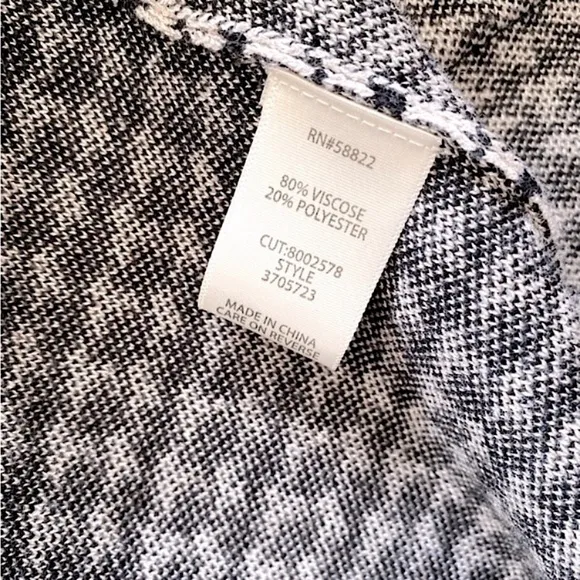 RN#58822
80% VISCOSE
20% POLYESTER
CUT:8002578
STYLE
3705723
MADE IN CHINA
CARE ON REVERSE